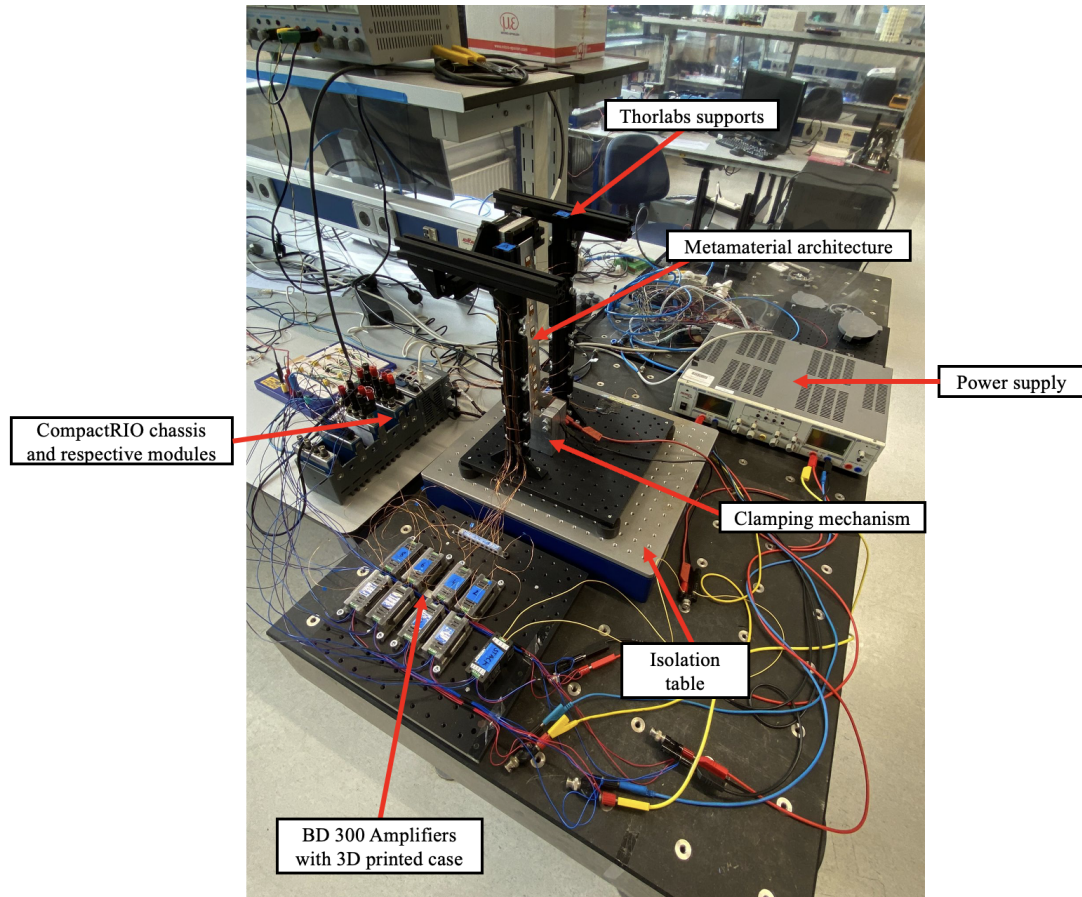 Thorlabs supports
Metamaterial architecture
Power supply
CompactRIO chassis
and respective modules
Clamping mechanism
Isolation
table
BD 300 Amplifiers
with 3D printed case